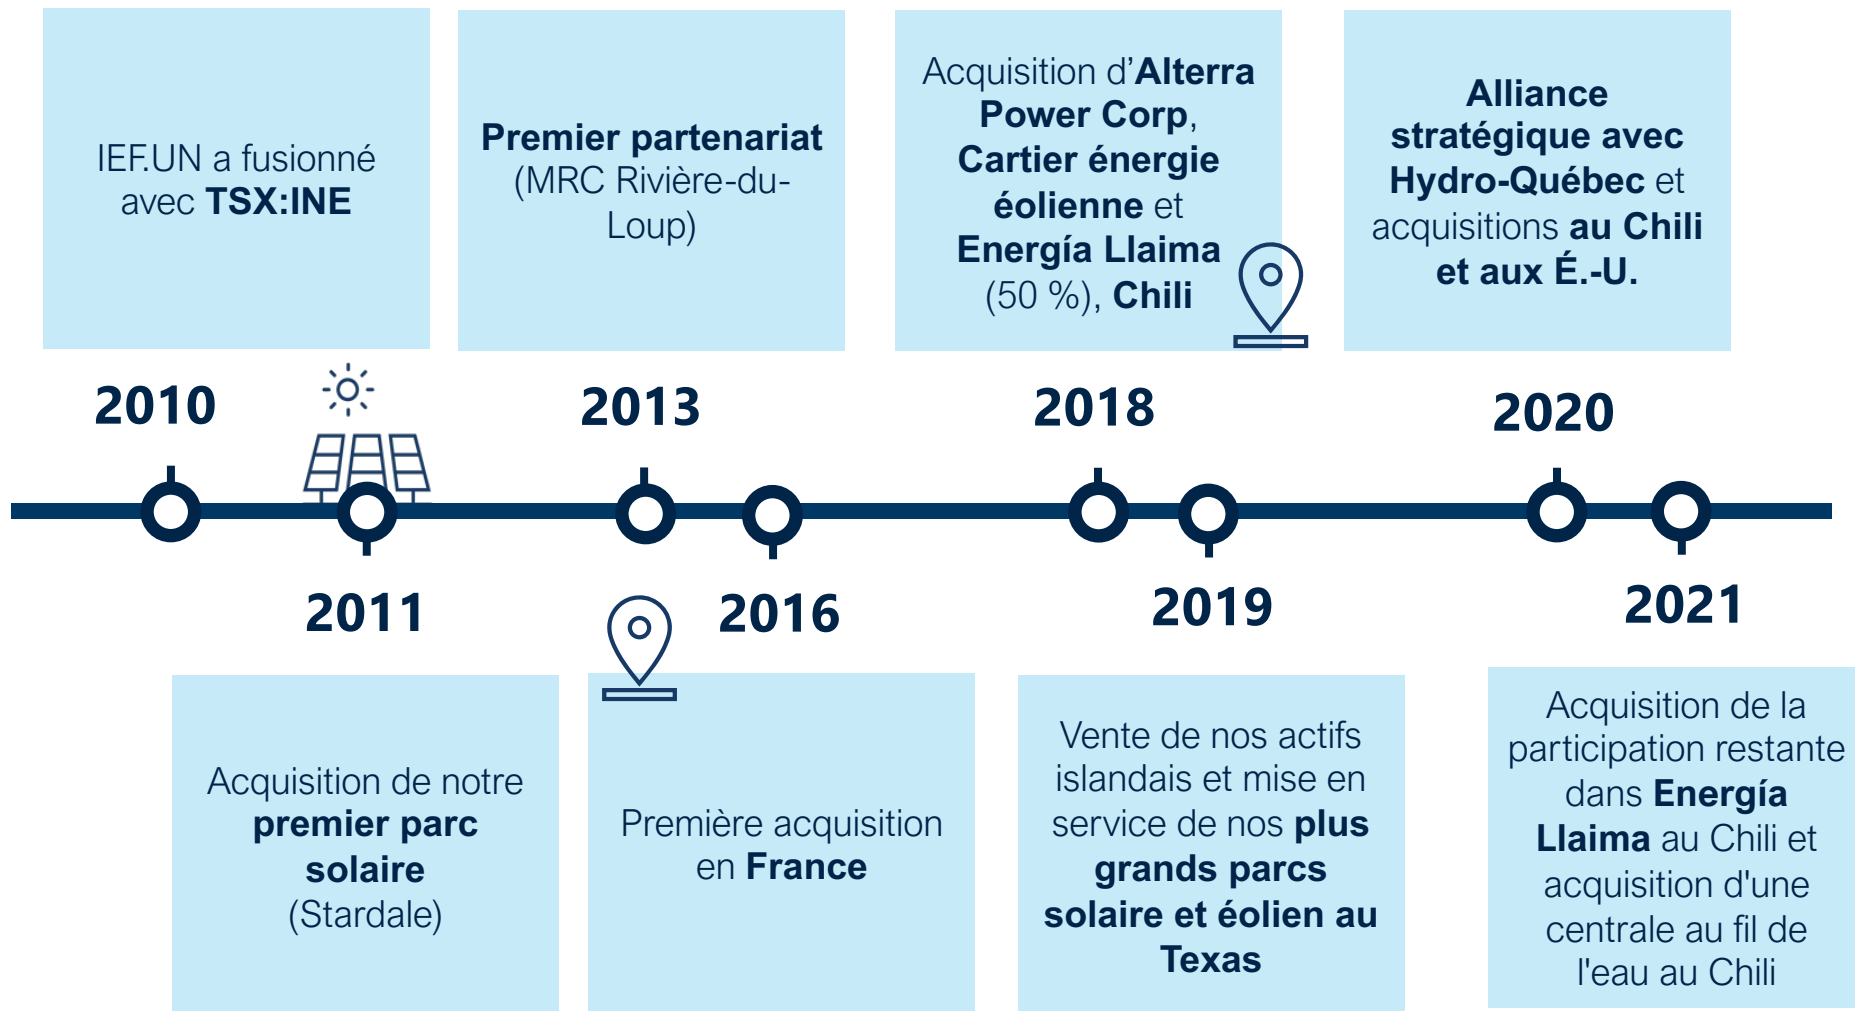 IEF.UN a fusionné
avec TSX:INE
Premier partenariat
(MRC Rivière-du-
Loup)
Acquisition d’Alterra
Power Corp,
Cartier énergie
éolienne et
Energía Llaima
(50 %), Chili
Alliance
stratégique avec
Hydro-Québec et
acquisitions au Chili
et aux É.-U.
2010
2013
2018
2020
2011
2016
2019
2021
Acquisition de notre
premier parc
solaire
(Stardale)
Première acquisition
en France
Vente de nos actifs
islandais et mise en
service de nos plus
grands parcs
solaire et éolien au
Texas
Acquisition de la
participation restante
dans Energía
Llaima au Chili et
acquisition d'une
centrale au fil de
l'eau au Chili